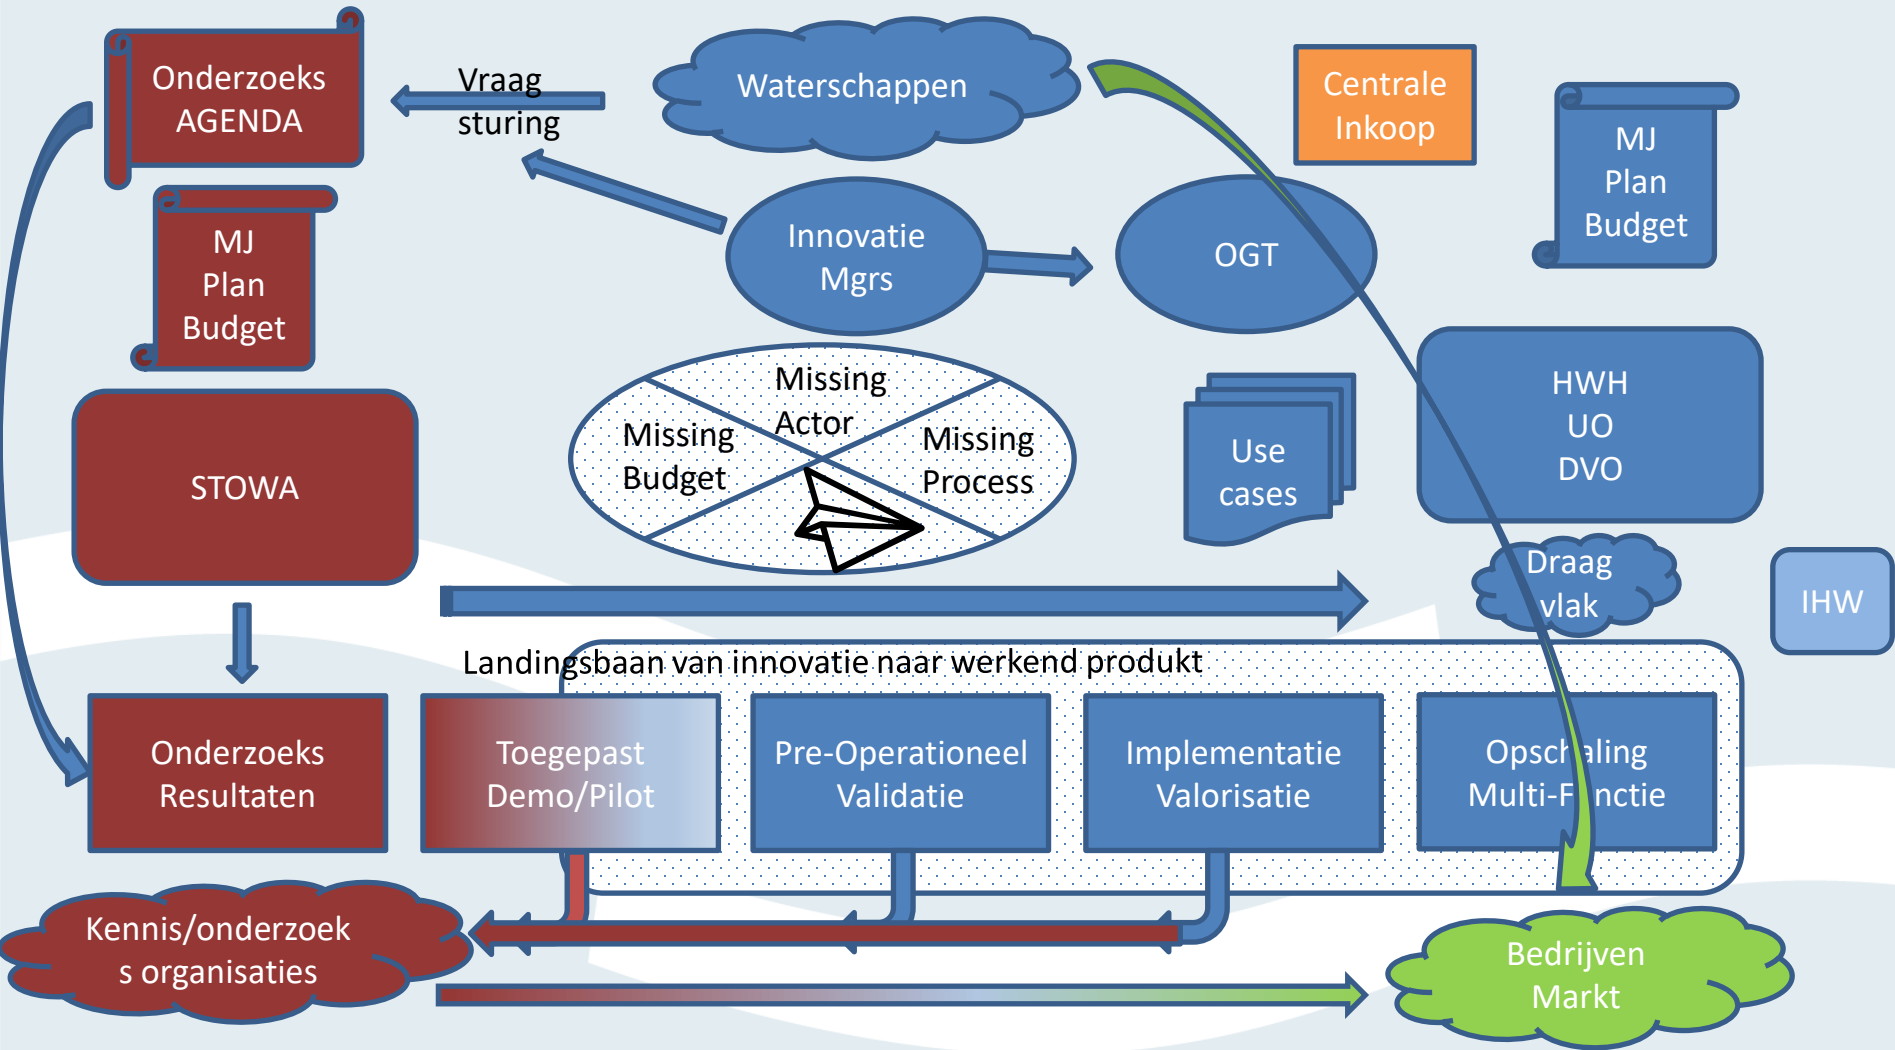 Onderzoeks
AGENDA
Vraag
sturing
Waterschappen
Centrale
Inkoop
MJ
Plan
Budget
MJ
Plan
Budget
Innovatie
Mgrs
OGT
STOWA
Missing
Actor
Missing
Budget
Missing
Process
Use
cases
HWH
UO
DVO
Draag
vlak
IHW
Landingsbaan van innovatie naar werkend produkt
Onderzoeks
Resultaten
Toegepast
Demo/Pilot
Pre-Operationeel
Validatie
Implementatie
Valorisatie
Opschaling
Multi-Functie
Kennis/onderzoek
s organisaties
Bedrijven
Markt